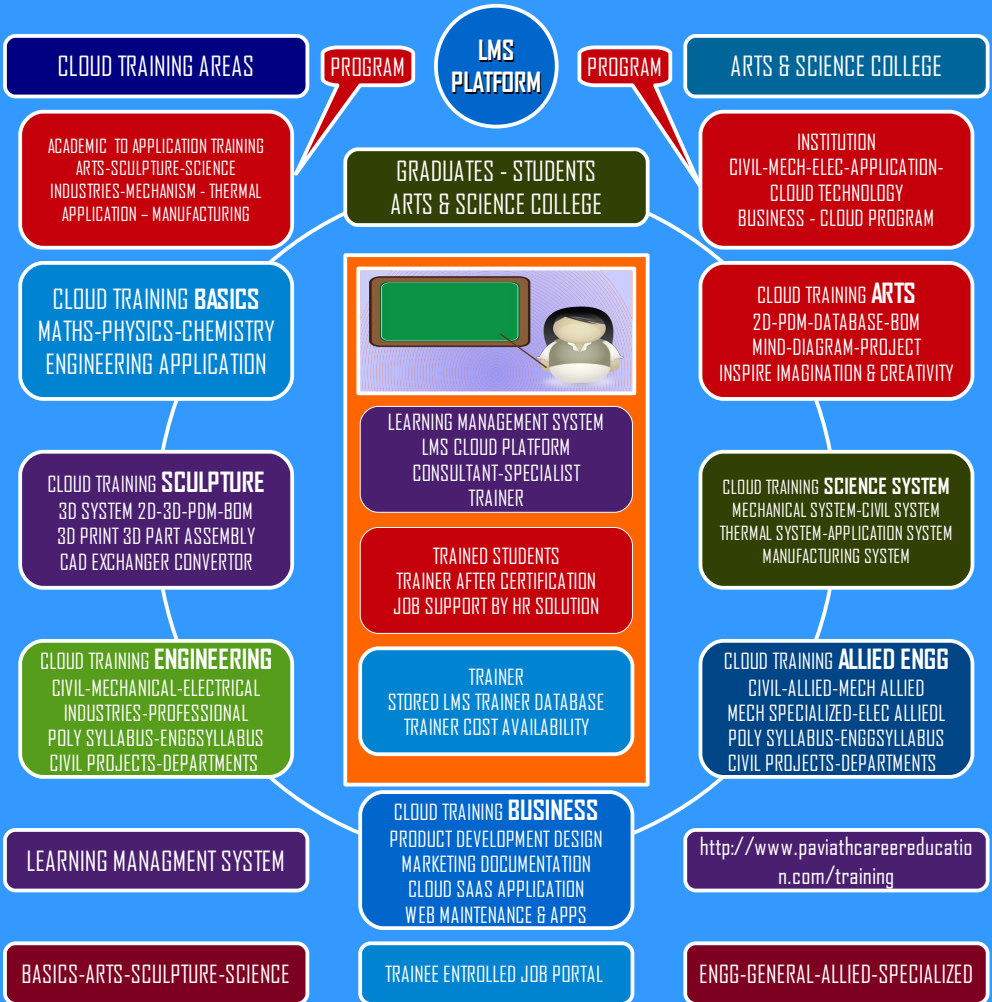 CLOUD TRAINING AREAS
PROGRAM
LMS
PLATFORM
PROGRAM
ARTS & SCIENCE COLLEGE
ACADEMIC TO APPLICATION TRAINING
ARTS-SCULPTURE-SCIENCE
INDUSTRIES-MECHANISM - THERMAL
APPLICATION – MANUFACTURING
GRADUATES - STUDENTS
ARTS & SCIENCE COLLEGE
INSTITUTION
CIVIL-MECH-ELEC-APPLICATION-
CLOUD TECHNOLOGY
BUSINESS - CLOUD PROGRAM
CLOUD TRAINING BASICS
MATHS-PHYSICS-CHEMISTRY
ENGINEERING APPLICATION
CLOUD TRAINING ARTS
2D-PDM-DATABASE-BOM
MIND-DIAGRAM-PROJECT
INSPIRE IMAGINATION & CREATIVITY
LEARNING MANAGEMENT SYSTEM
LMS CLOUD PLATFORM
CONSULTANT-SPECIALIST
TRAINER
CLOUD TRAINING SCULPTURE
3D SYSTEM 2D-3D-PDM-BOM
3D PRINT 3D PART ASSEMBLY
CAD EXCHANGER CONVERTOR
CLOUD TRAINING SCIENCE SYSTEM
MECHANICAL SYSTEM-CIVIL SYSTEM
THERMAL SYSTEM-APPLICATION SYSTEM
MANUFACTURING SYSTEM
TRAINED STUDENTS
TRAINER AFTER CERTIFICATION
JOB SUPPORT BY HR SOLUTION
CLOUD TRAINING ENGINEERING
CIVIL-MECHANICAL-ELECTRICAL
INDUSTRIES-PROFESSIONAL
POLY SYLLABUS-ENGGSYLLABUS
CIVIL PROJECTS-DEPARTMENTS
TRAINER
STORED LMS TRAINER DATABASE
TRAINER COST AVAILABILITY
CLOUD TRAINING ALLIED ENGG
CIVIL-ALLIED-MECH ALLIED
MECH SPECIALIZED-ELEC ALLIEDL
POLY SYLLABUS-ENGGSYLLABUS
CIVIL PROJECTS-DEPARTMENTS
CLOUD TRAINING BUSINESS
PRODUCT DEVELOPMENT DESIGN
MARKETING DOCUMENTATION
CLOUD SAAS APPLICATION
WEB MAINTENANCE & APPS
LEARNING MANAGMENT SYSTEM
http://www.paviathcareereducatio
n.com/training
BASICS-ARTS-SCULPTURE-SCIENCE
TRAINEE ENTROLLED JOB PORTAL
ENGG-GENERAL-ALLIED-SPECIALIZED